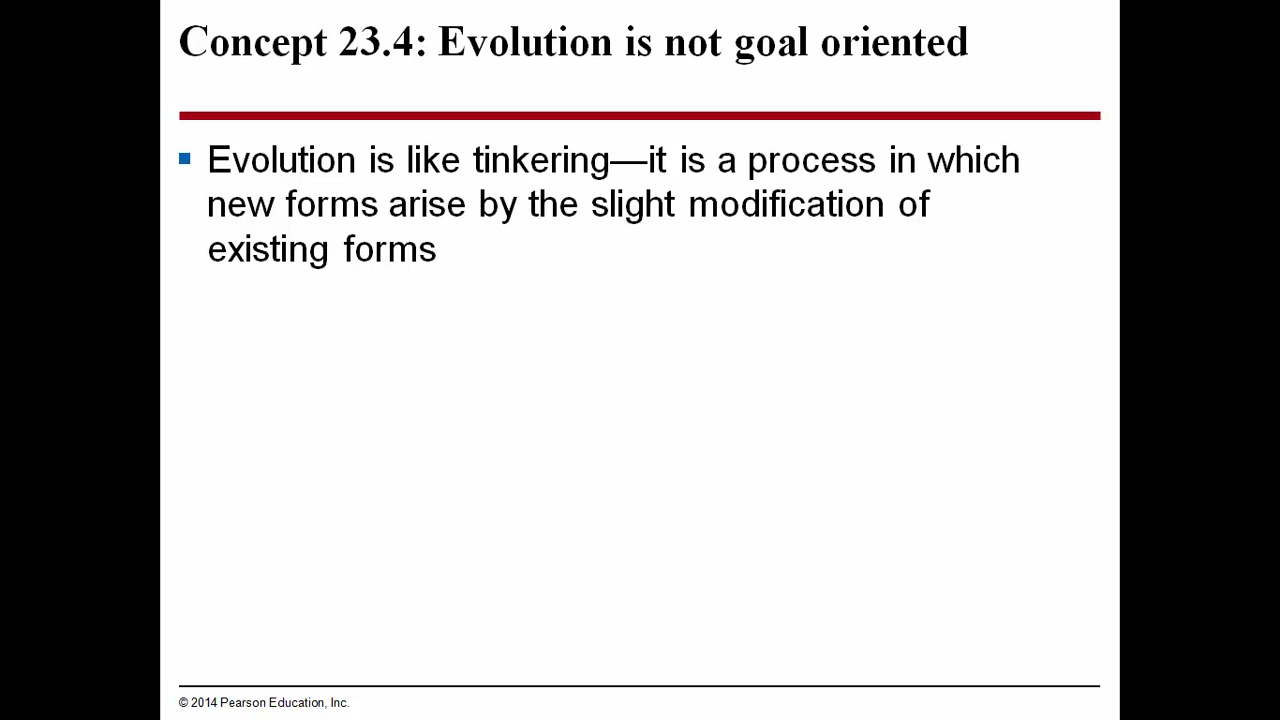 Concept 23.4: Evolution is not goal oriented
Evolution is like tinkering—it is a process in which
new forms arise by the slight modification of
existing forms
© 2014 Pearson Education, Inc.